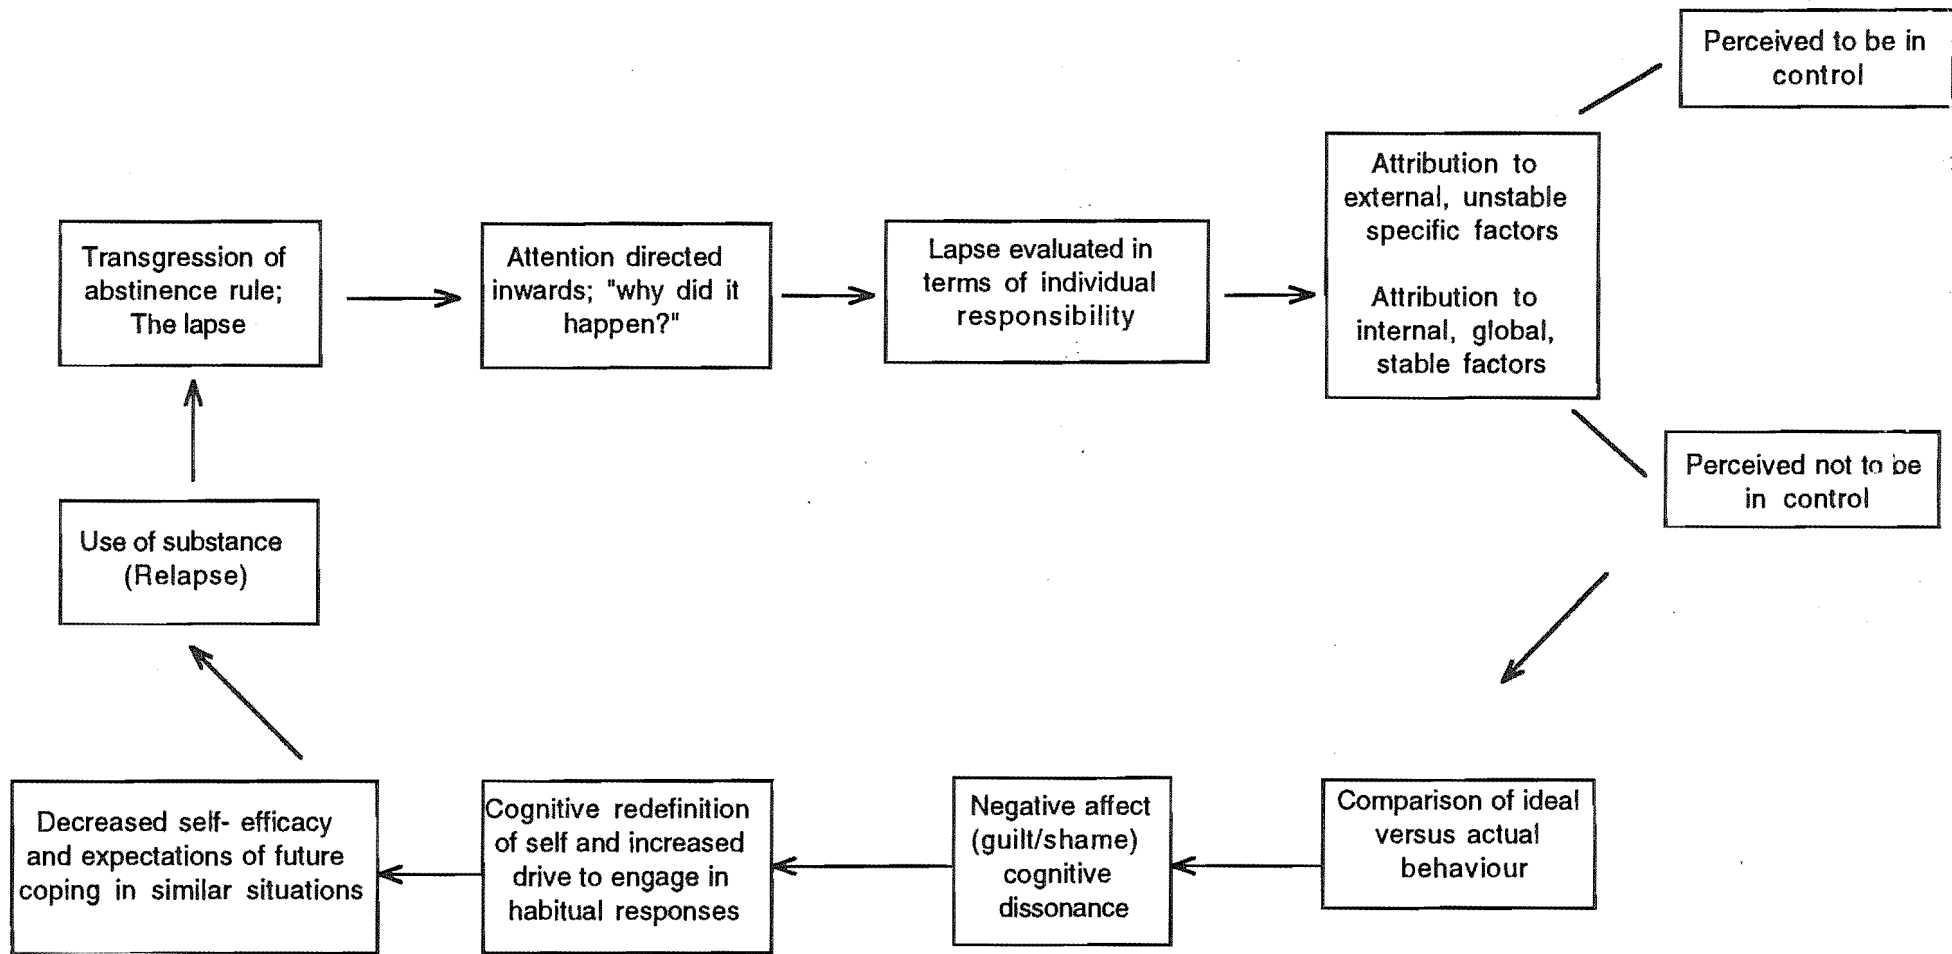 Perceived to be in
control
Attribution to
external, unstable
specific factors
Attribution to
internal, global,
stable factors
Transgression of
abstinence rule;
The lapse
Attention directed
inwards; "why did it
happen?"
Lapse evaluated in
terms of individual
responsibility
Perceived not to be
in control
Use of substance
(Relapse)
Decreased self- efficacy
and expectations of future
coping in similar situations
Cognitive redefinition
of self and increased
drive to engage in
habitual responses
Negative affect
(guilt/shame)
cognitive
dissonance
Comparison of ideal
versus actual
behaviour